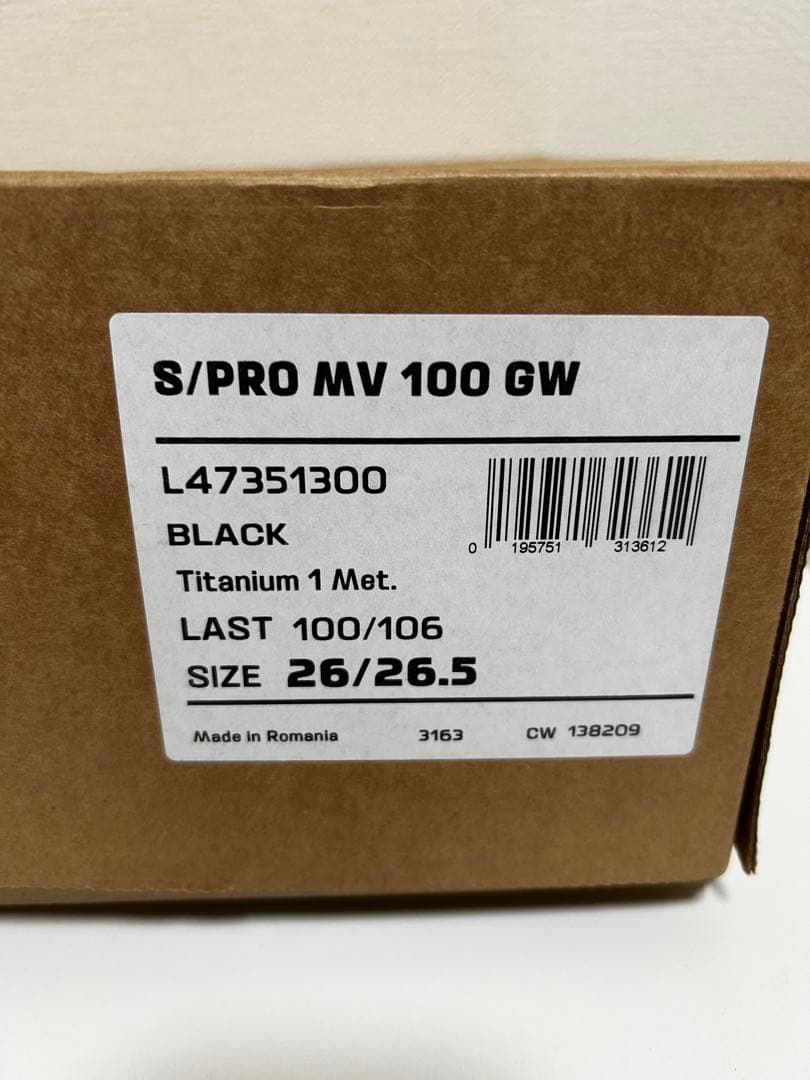 S/PRO MV 100 GW
L47351300
BLACK
0 195751 313612
Titanium 1 Met.
LAST 100/106
SIZE 26/26.5
Made in Romania 3163 CW 138209